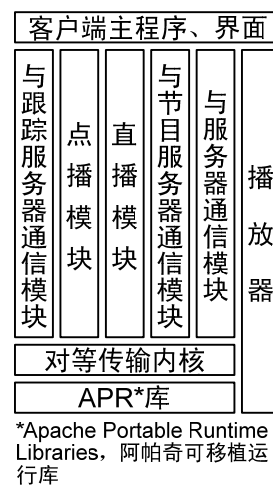 客户端主程序、界面
与跟踪服务器通信模块
点播模块
直播模块
与节目服务器通信模块
与服务器通信模块
播放器
对等传输内核
APR*库
*Apache Portable Runtime
Libraries，阿帕奇可移植运
行库